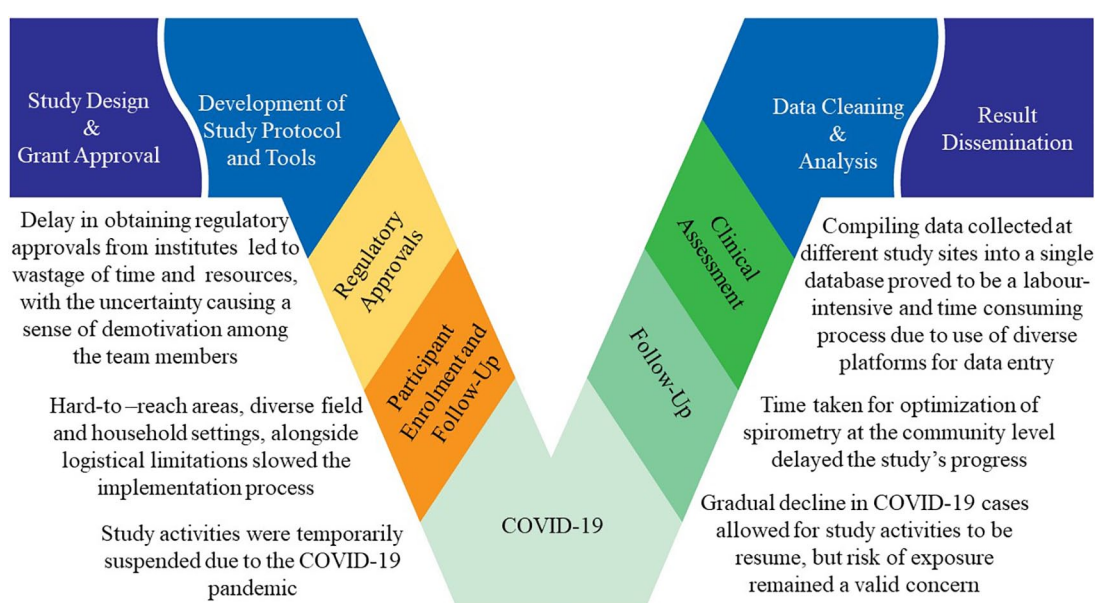 Study Design
&
Grant Approval
Development of
Study Protocol
and Tools
Data Cleaning
&
Analysis
Result
Dissemination
Regulatory
Approvals
Participant
Enrolment and
Follow-Up
COVID-19
Follow-Up
Clinical
Assessment
Delay in obtaining regulatory
approvals from institutes led to
wastage of time and resources,
with the uncertainty causing a
sense of demotivation among
the team members
Hard-to –reach areas, diverse field
and household settings, alongside
logistical limitations slowed the
implementation process
Study activities were temporarily
suspended due to the COVID-19
pandemic
Compiling data collected at
different study sites into a single
database proved to be a labour-
intensive and time consuming
process due to use of diverse
platforms for data entry
Time taken for optimization of
spirometry at the community level
delayed the study’s progress
Gradual decline in COVID-19 cases
allowed for study activities to be
resume, but risk of exposure
remained a valid concern